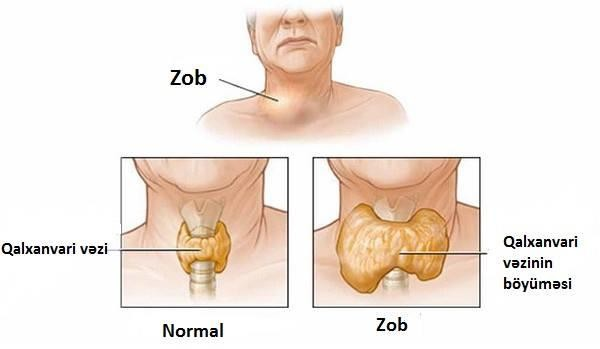 Zob
Qalxanvari vəzi
Normal
Qalxanvari
vəzinin
böyüməsi
Zob